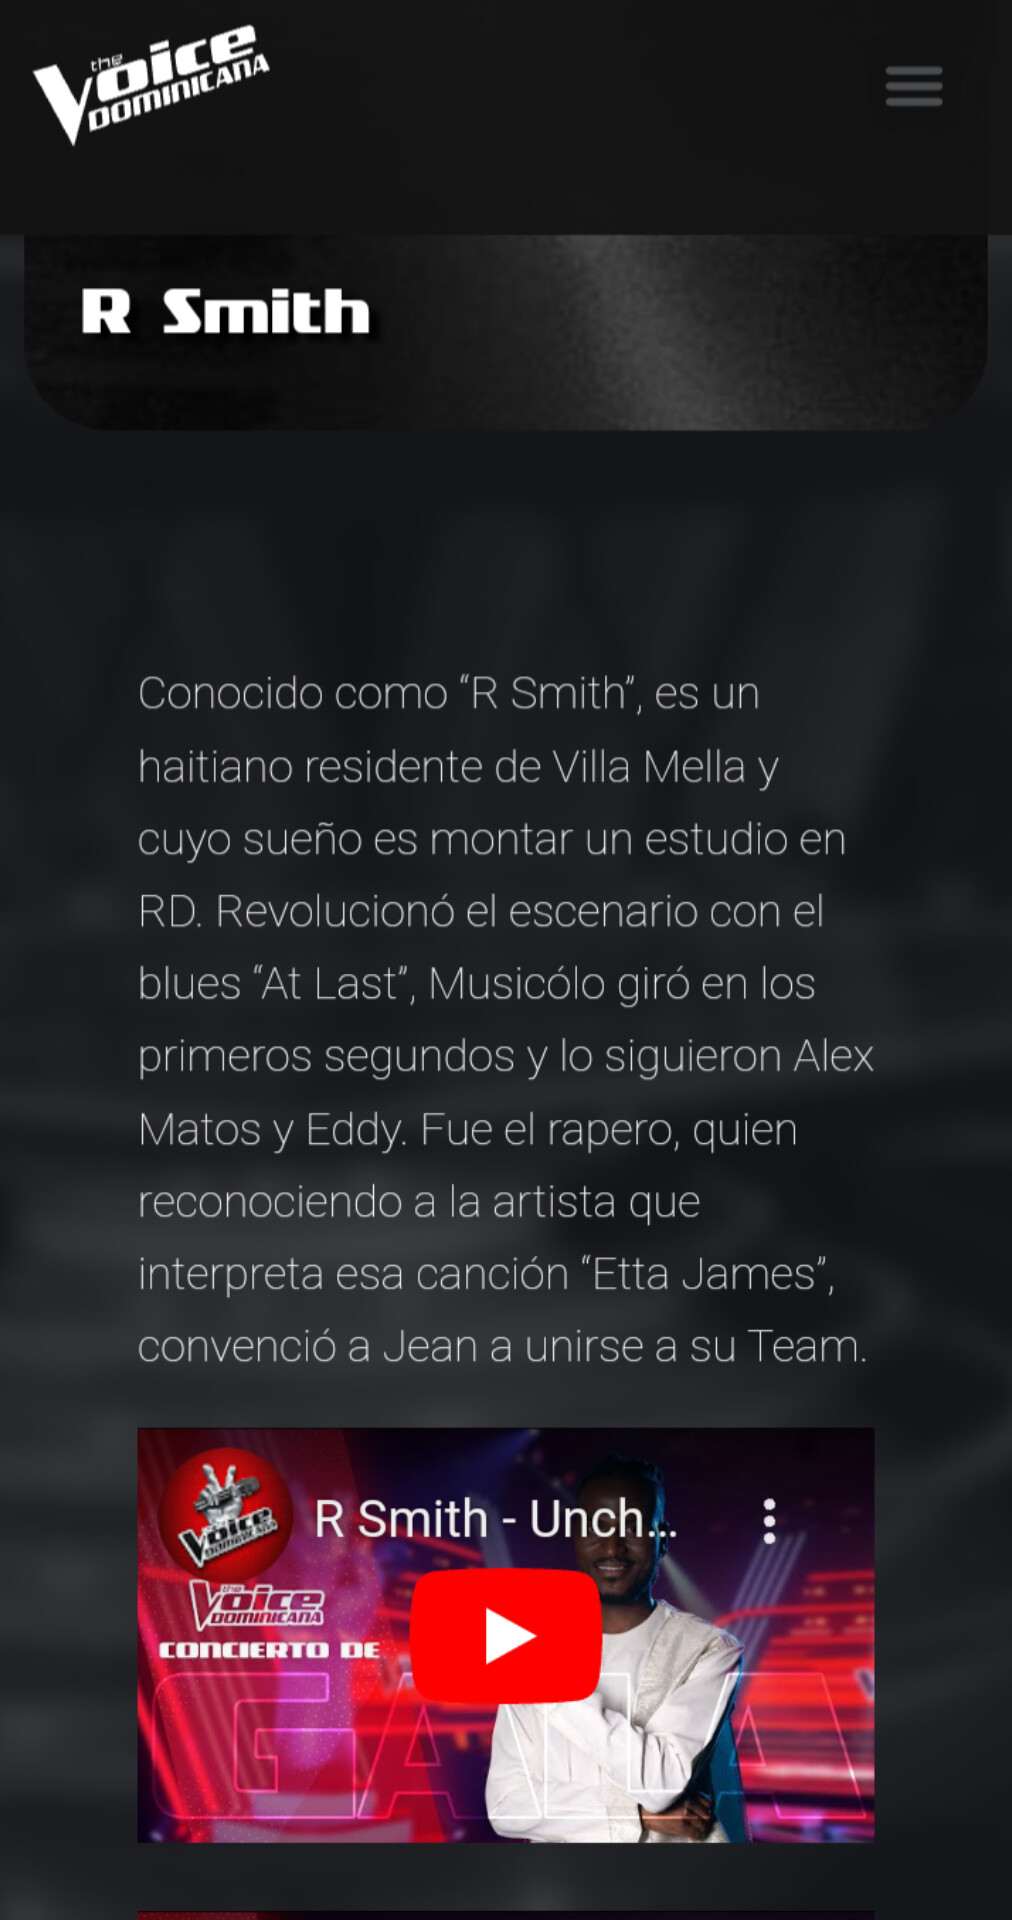 the Voice
DOMINICANA
R Smith
Conocido como “R Smith”, es un
haitiano residente de Villa Mella y
cuyo sueño es montar un estudio en
RD. Revolucionó el escenario con el
blues “At Last”, Musicólo giró en los
primeros segundos y lo siguieron Alex
Matos y Eddy. Fue el rapero, quien
reconociendo a la artista que
interpreta esa canción “Etta James”,
convenció a Jean a unirse a su Team.
Voice
DOMINICANA
R Smith - Unch...
the Voice
DOMINICANA
CONCIERTO DE
GALA